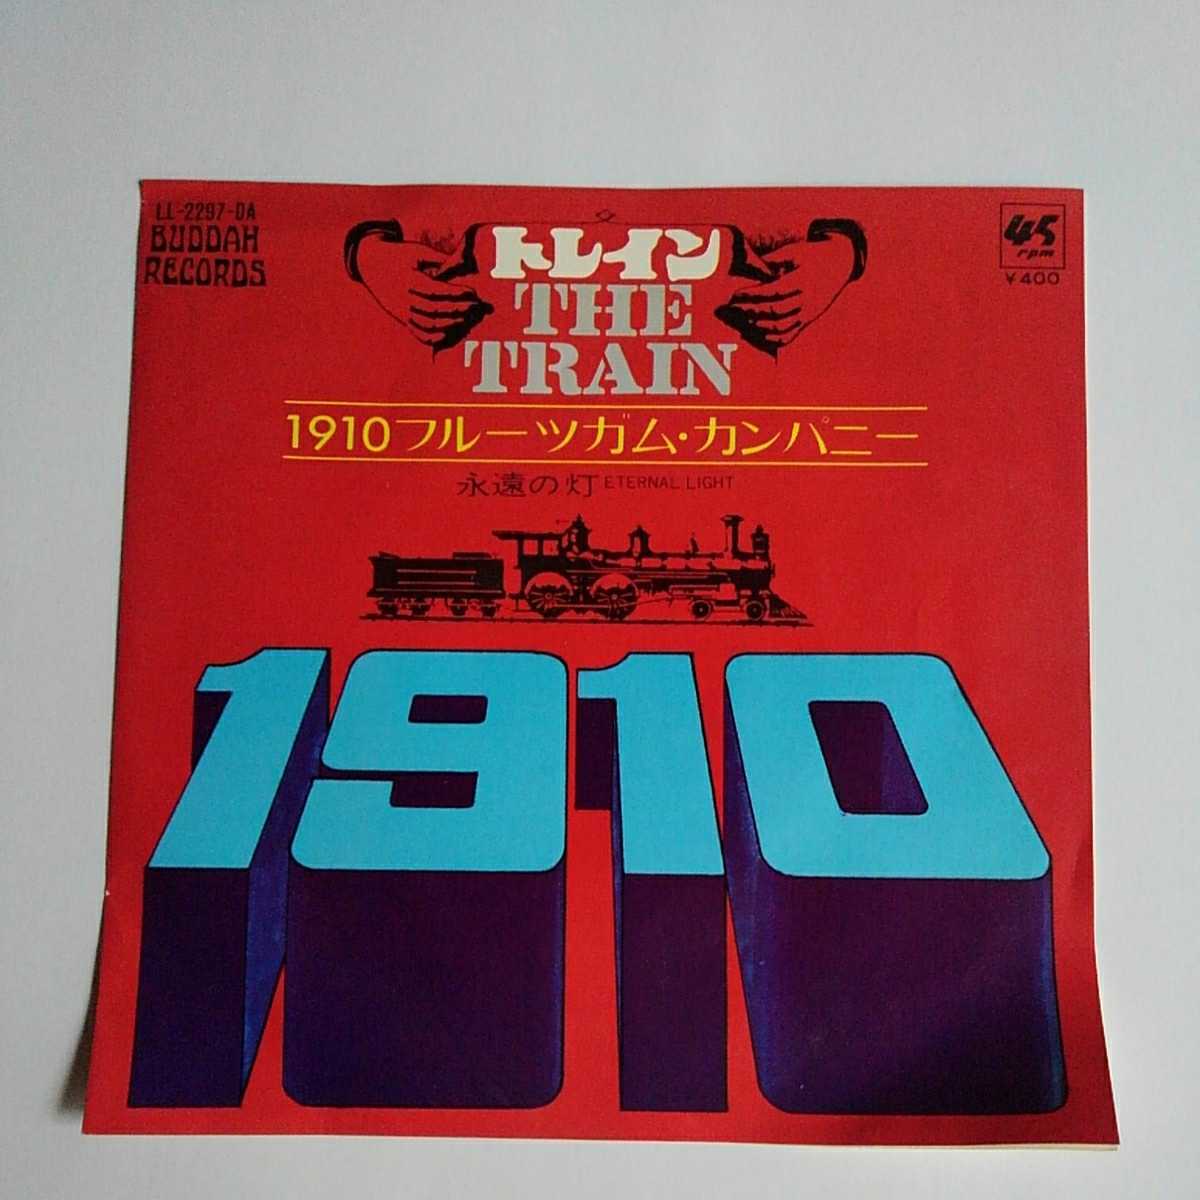 LL-2297-DA
BUDDAH
RECORDS
45
rpm
¥400
トレイン
THE
TRAIN
1910フルーツガム・カンパニー
永遠の灯 ETERNAL LIGHT
1910